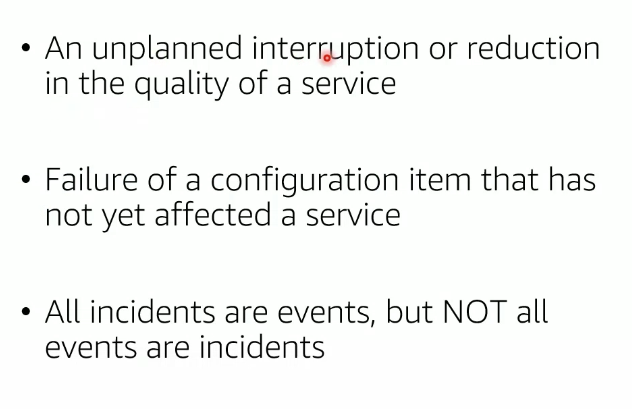 • An unplanned interruption or reduction
in the quality of a service
• Failure of a configuration item that has
not yet affected a service
• All incidents are events, but NOT all
events are incidents